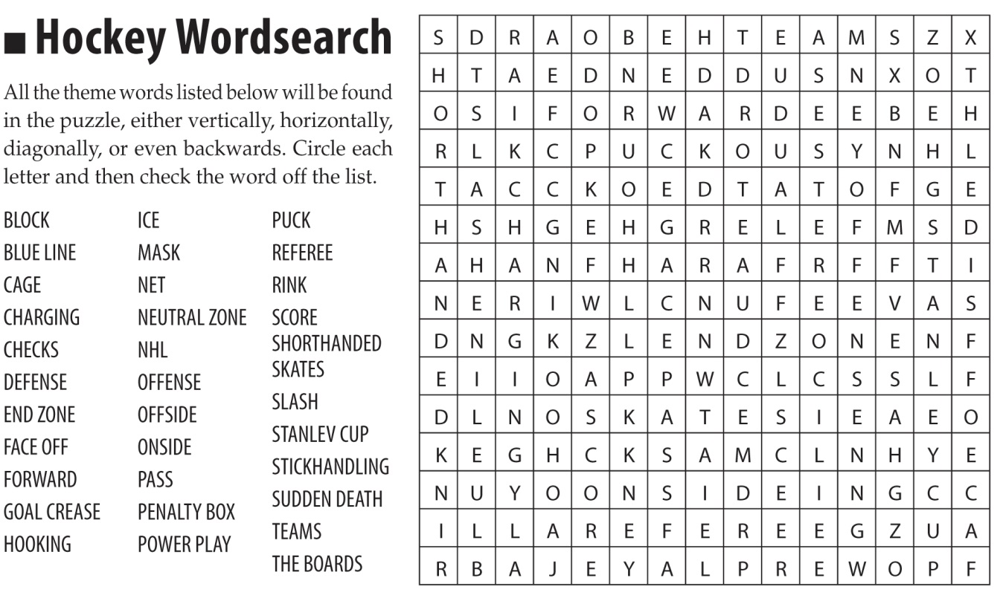 ■ Hockey Wordsearch
All the theme words listed below will be found
in the puzzle, either vertically, horizontally,
diagonally, or even backwards. Circle each
letter and then check the word off the list.
BLOCK
BLUE LINE
CAGE
CHARGING
CHECKS
DEFENSE
END ZONE
FACE OFF
FORWARD
GOAL CREASE
HOOKING
ICE
MASK
NET
NEUTRAL ZONE
NHL
OFFENSE
OFFSIDE
ONSIDE
PASS
PENALTY BOX
POWER PLAY
PUCK
REFEREE
RINK
SCORE
SHORTHANDED
SKATES
SLASH
STANLEV CUP
STICKHANDLING
SUDDEN DEATH
TEAMS
THE BOARDS
S D R A O B E H T E A M S Z X
H T A E D N E D D U S N X O T
O S I F O R W A R D E E B E H
R L K C P U C K O U S Y N H L
T A C C K O E D T A T O F G E
H S H G E H G R E L E F M S D
A H A N F H A R A F R F F T I
N E R I W L C N U F E E V A S
D N G K Z L E N D Z O N E N F
E I I O A P P W C L C S S L F
D L N O S K A T E S I E A E O
K E G H C K S A M C L N H Y E
N U Y O O N S I D E I N G C C
I L L A R E F E R E E G Z U A
R B A J E Y A L P R E W O P F